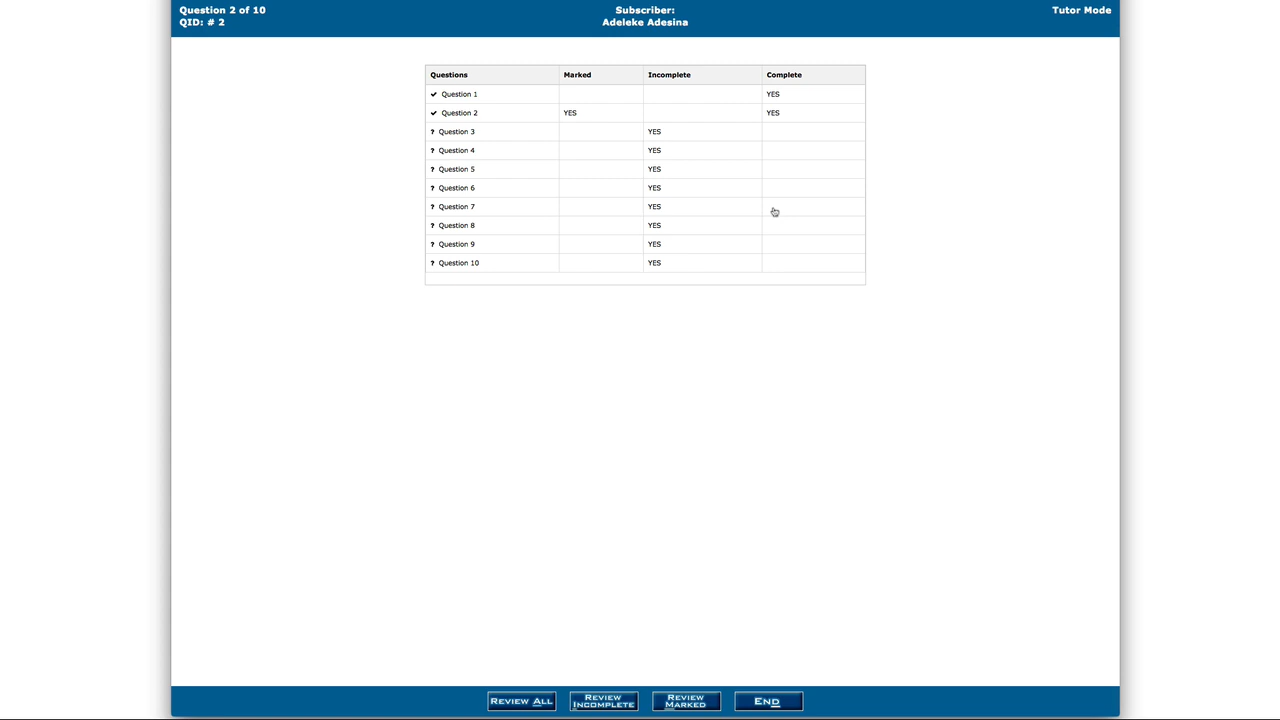 Question 2 of 10
QID: # 2
Subscriber:
Adeleke Adesina
Tutor Mode
Questions Marked Incomplete Complete
✔ Question 1 YES
✔ Question 2 YES YES
? Question 3 YES
? Question 4 YES
? Question 5 YES
? Question 6 YES
? Question 7 YES
? Question 8 YES
? Question 9 YES
? Question 10 YES
REVIEW ALL
REVIEW
INCOMPLETE
REVIEW
MARKED
END